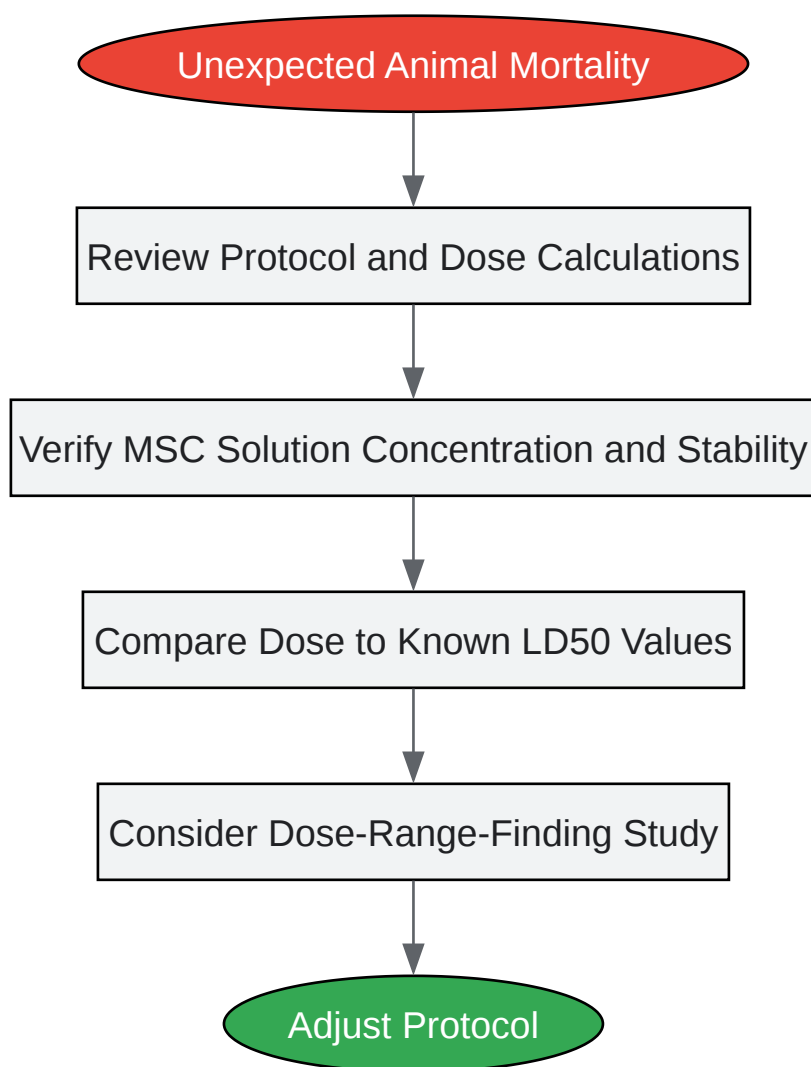 Unexpected Animal Mortality
Review Protocol and Dose Calculations
Verify MSC Solution Concentration and Stability
Compare Dose to Known LD50 Values
Consider Dose-Range-Finding Study
Adjust Protocol